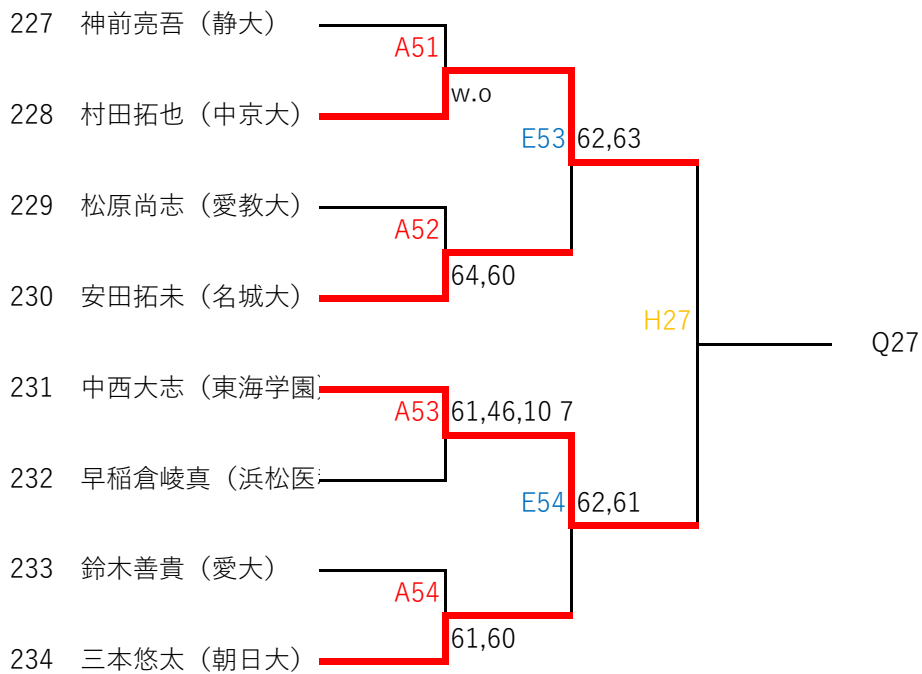 227 神前亮吾（静大）
A51
w.o
228 村田拓也（中京大）
E53 62,63
229 松原尚志（愛教大）
A52
64,60
230 安田拓未（名城大）
H27
Q27
231 中西大志（東海学園）
A53 61,46,10 7
232 早稲倉崚真（浜松医
E54 62,61
233 鈴木善貴（愛大）
A54
61,60
234 三本悠太（朝日大）